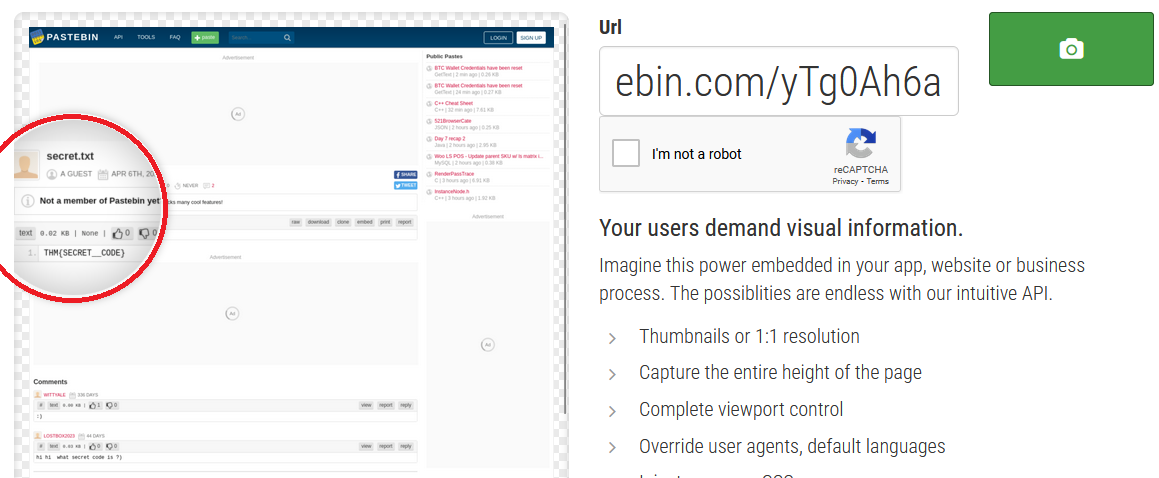 PASTEBIN API TOOLS FAQ + paste Search... LOGIN SIGN UP
Advertisement
Ad
secret.txt
A GUEST APR 6TH, 20
NEVER 2
SHARE
TWEET
Not a member of Pastebin yet
cks many cool features!
text 0.02 KB | None | 0 0
raw download clone embed print report
1. THM{SECRET__CODE}
Advertisement
Ad
Comments
WITTYALE 336 DAYS
# text 0.00 KB | 1 0 view report reply
:)
LOSTBOX2023 44 DAYS
# text 0.03 KB | 0 0 view report reply
hi hi what secret code is ?)
Public Pastes
BTC Wallet Credentials have been reset
GetText | 2 min ago | 0.26 KB
BTC Wallet Credentials have been reset
GetText | 24 min ago | 0.27 KB
C++ Cheat Sheet
C++ | 32 min ago | 7.61 KB
521BrowserCate
JSON | 2 hours ago | 0.25 KB
Day 7 recap 2
Java | 2 hours ago | 2.95 KB
Woo LS POS - Update parent SKU w/ ls matrix i...
MySQL | 2 hours ago | 0.38 KB
RenderPassTrace
C | 3 hours ago | 6.81 KB
InstanceNode.h
C++ | 3 hours ago | 1.92 KB
Advertisement
Ad
Url
ebin.com/yTg0Ah6a
I'm not a robot
reCAPTCHA
Privacy - Terms
Your users demand visual information.
Imagine this power embedded in your app, website or business
process. The possiblities are endless with our intuitive API.
Thumbnails or 1:1 resolution
Capture the entire height of the page
Complete viewport control
Override user agents, default languages